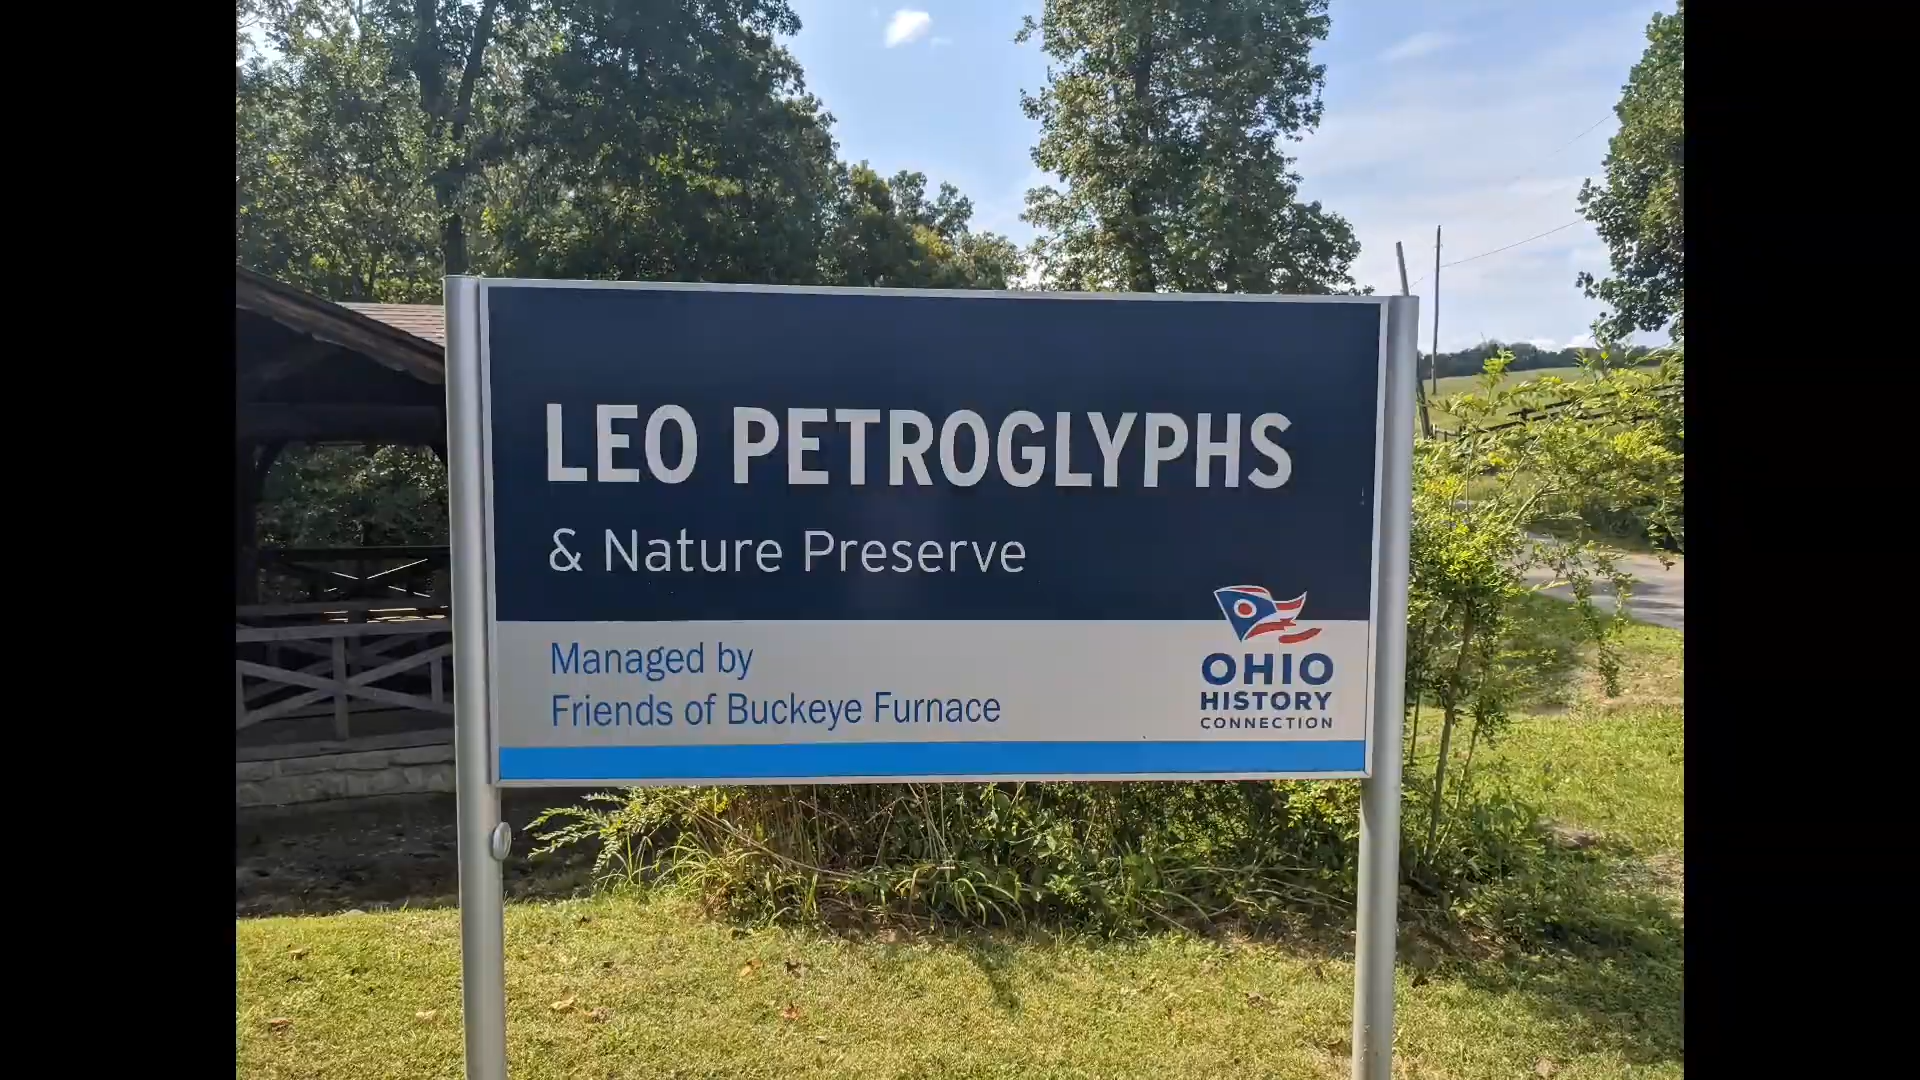 LEO PETROGLYPHS
& Nature Preserve
Managed by
Friends of Buckeye Furnace
OHIO
HISTORY
CONNECTION